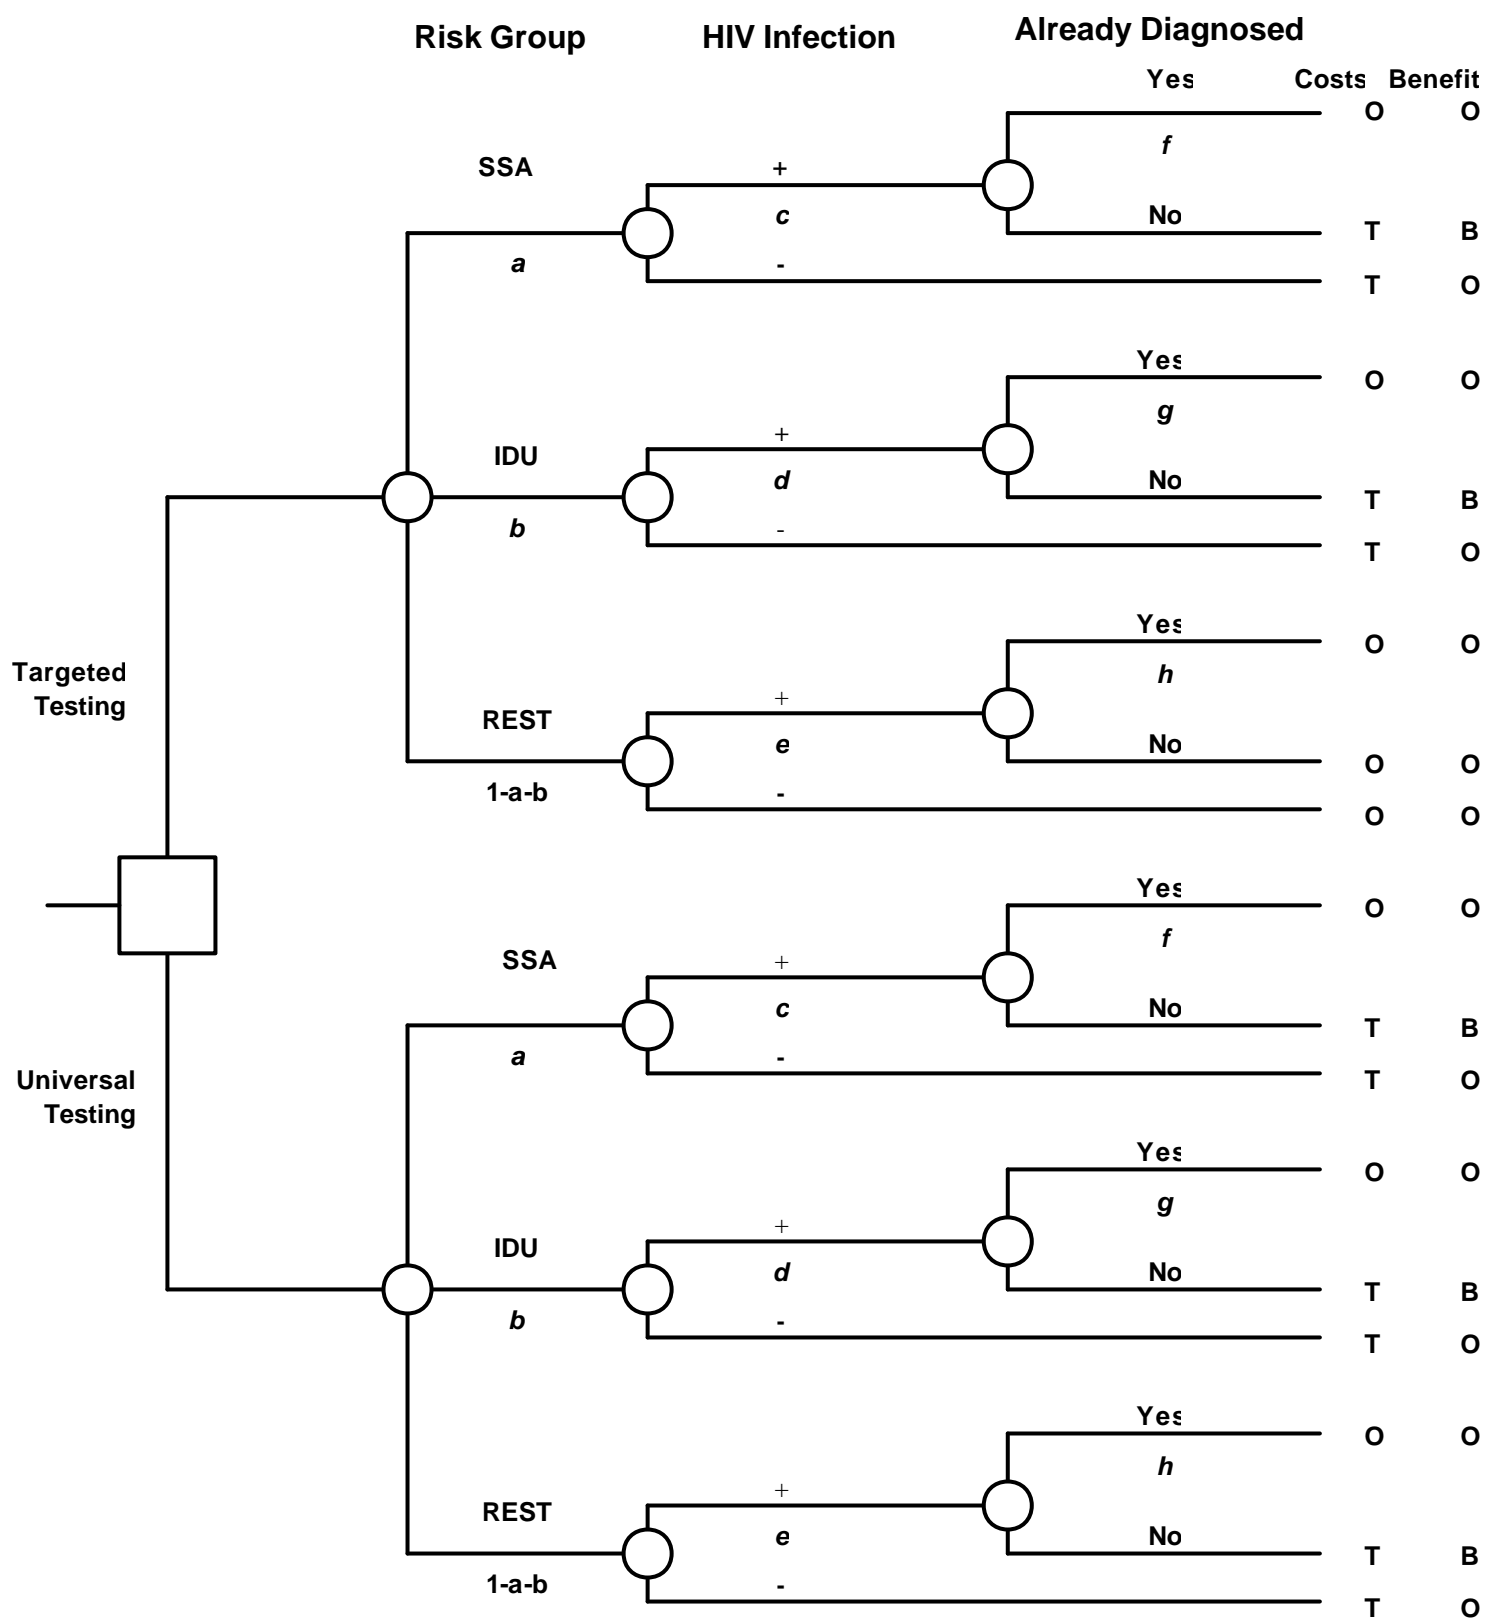 Risk Group HIV Infection Already Diagnosed
Yes Costs Benefit
O O
f
SSA
+
c
No
T B
a
-
T O
Yes
O O
g
IDU
+
d
No
T B
b
-
T O
Yes
O O
h
Targeted
Testing
REST
+
e
No
O O
1-a-b
-
O O
Yes
O O
f
SSA
+
c
No
T B
a
-
T O
Universal
Testing
Yes
O O
g
IDU
+
d
No
T B
b
-
T O
Yes
O O
h
REST
+
e
No
T B
1-a-b
-
T O